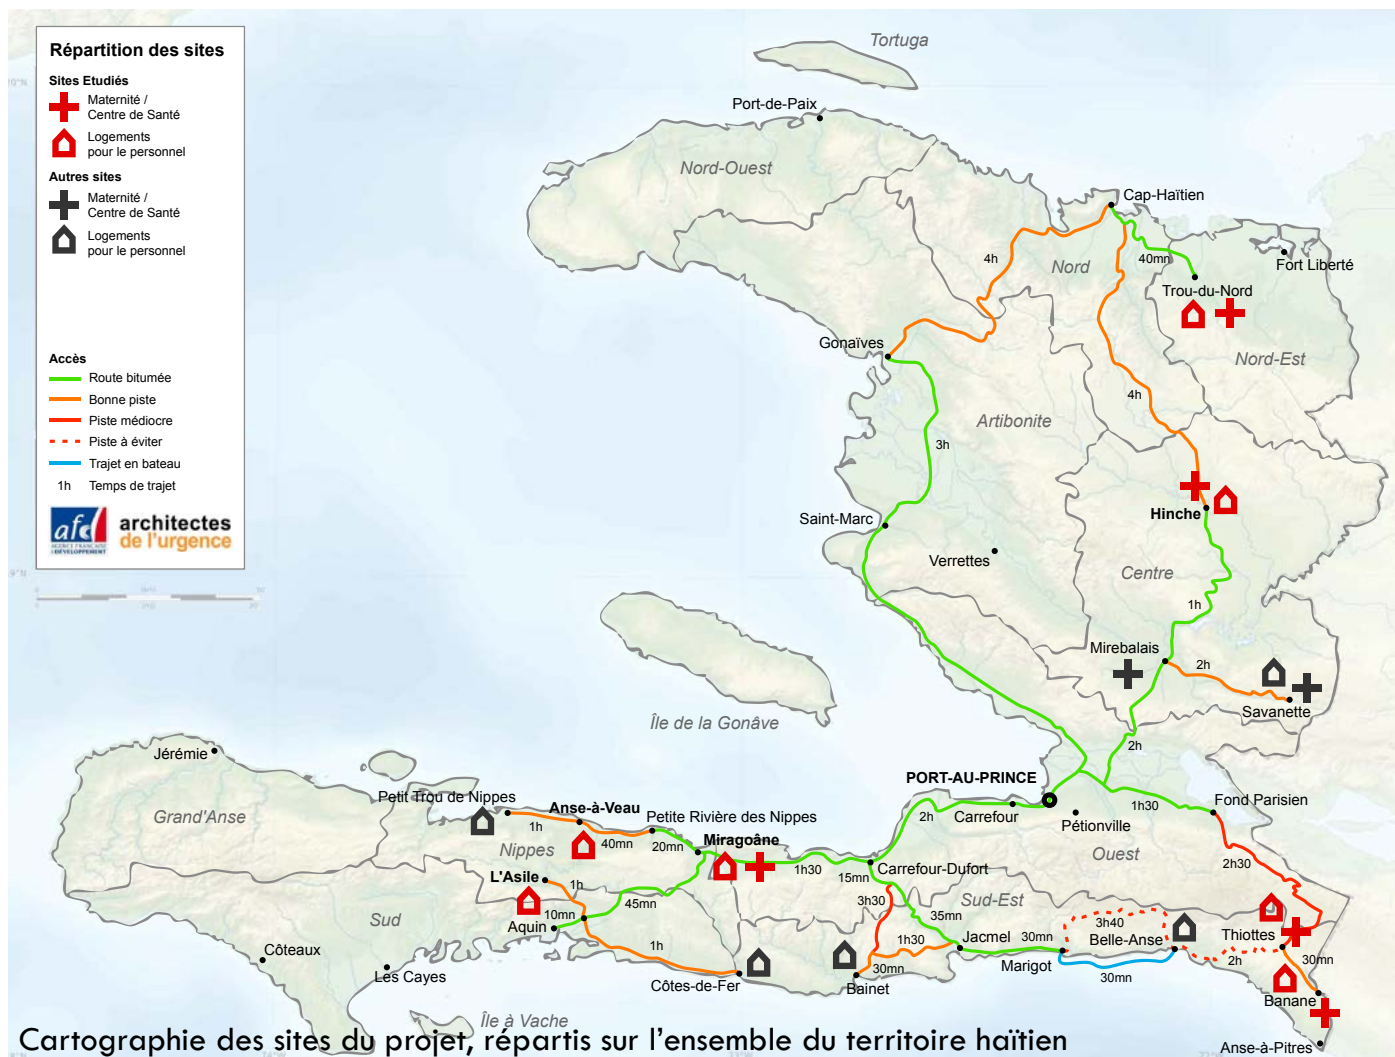 Répartition des sites
Sites Etudiés
Maternité /
Centre de Santé
Logements
pour le personnel
Autres sites
Maternité /
Centre de Santé
Logements
pour le personnel
Accès
Route bitumée
Bonne piste
Piste médiocre
Piste à éviter
Trajet en bateau
1h Temps de trajet
afd
AGENCE FRANÇAISE
DÉVELOPPEMENT
architectes
de l'urgence
Tortuga
Port-de-Paix
Nord-Ouest
Cap-Haïtien
4h
Nord
40mn
Fort Liberté
Trou-du-Nord
Gonaïves
Nord-Est
4h
Artibonite
3h
Saint-Marc
Hinche
Verrettes
Centre
1h
Mirebalais
2h
Savanette
Île de la Gonâve
2h
Jérémie
PORT-AU-PRINCE
Petit Trou de Nippes
Anse-à-Veau
Petite Rivière des Nippes
Grand'Anse
1h
40mn
20mn
Miragoâne
2h
Carrefour
Pétionville
1h30
Fond Parisien
Nippes
1h30
15mn
Carrefour-Dufort
Ouest
2h30
L'Asile
1h
45mn
3h30
Sud-Est
Sud
10mn
Aquin
35mn
3h40
Thiottes
1h30
Jacmel
30mn
Belle-Anse
Côteaux
1h
Les Cayes
30mn
Marigot
2h
30mn
Côtes-de-Fer
Bainet
30mn
Banane
Île à Vache
Anse-à-Pitres
Cartographie des sites du projet, répartis sur l'ensemble du territoire haïtien